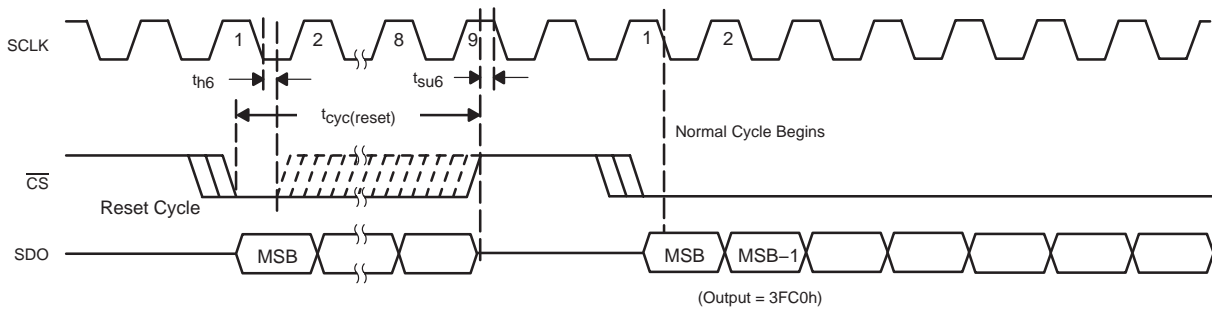 SCLK 1 2 8 9 1 2
th6 tsu6
tcyc(reset)
Normal Cycle Begins
CS
Reset Cycle
SDO MSB MSB MSB–1
(Output = 3FC0h)